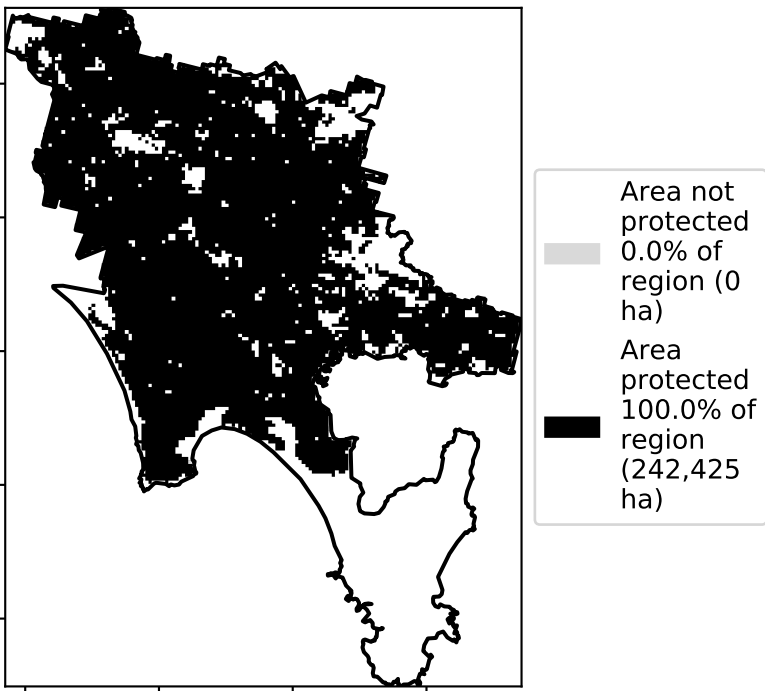 Area not
protected
0.0% of
region (0
ha)
Area
protected
100.0% of
region
(242,425
ha)